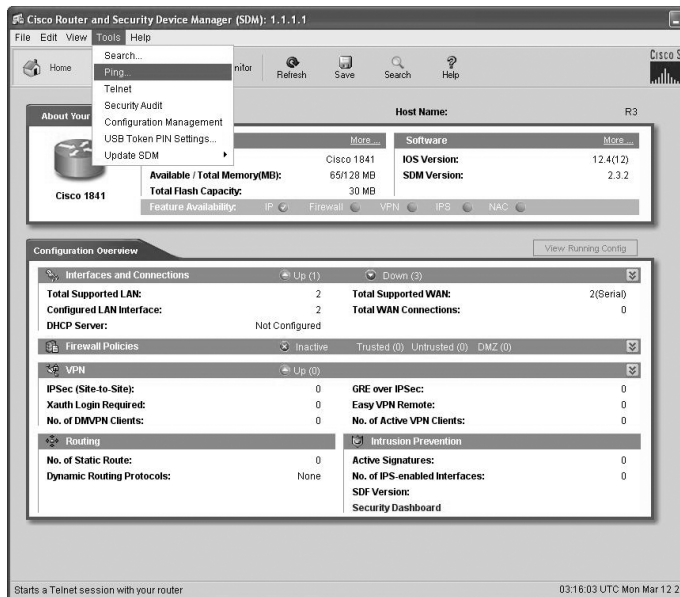 Cisco Router and Security Device Manager (SDM): 1.1.1.1
File Edit View Tools Help
Home
Refresh Save Search Help
Search...
Ping...
Telnet
Security Audit
Configuration Management
USB Token PIN Settings...
Update SDM
About Your
Host Name: R3
Cisco 1841
More ...
Cisco 1841
Available / Total Memory(MB): 65/128 MB
Total Flash Capacity: 30 MB
Software More ...
IOS Version: 12.4(12)
SDM Version: 2.3.2
Feature Availability: IP Firewall VPN IPS NAC
Configuration Overview View Running Config
Interfaces and Connections Up (1) Down (3)
Total Supported LAN: 2 Total Supported WAN: 2(Serial)
Configured LAN Interface: 2 Total WAN Connections: 0
DHCP Server: Not Configured
Firewall Policies Inactive Trusted (0) Untrusted (0) DMZ (0)
VPN Up (0)
IPSec (Site-to-Site): 0 GRE over IPSec: 0
Xauth Login Required: 0 Easy VPN Remote: 0
No. of DMVPN Clients: 0 No. of Active VPN Clients: 0
Routing Intrusion Prevention
No. of Static Route: 0 Active Signatures: 0
Dynamic Routing Protocols: None No. of IPS-enabled Interfaces: 0
SDF Version:
Security Dashboard
Starts a Telnet session with your router 03:16:03 UTC Mon Mar 12 2